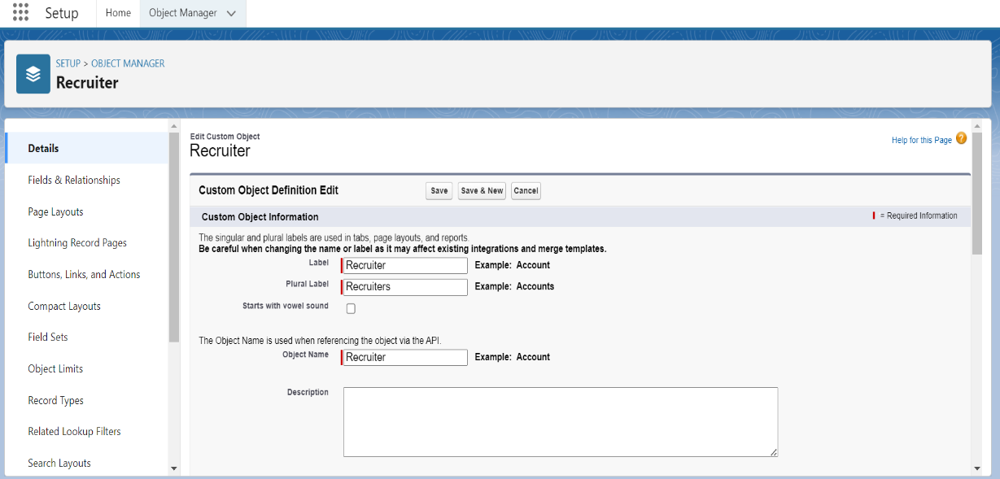 Setup
Home
Object Manager
SETUP > OBJECT MANAGER
Recruiter
Details
Fields & Relationships
Page Layouts
Lightning Record Pages
Buttons, Links, and Actions
Compact Layouts
Field Sets
Object Limits
Record Types
Related Lookup Filters
Search Layouts
Edit Custom Object
Recruiter
Help for this Page ?
Custom Object Definition Edit
Save
Save & New
Cancel
Custom Object Information
= Required Information
The singular and plural labels are used in tabs, page layouts, and reports.
Be careful when changing the name or label as it may affect existing integrations and merge templates.
Label Recruiter Example: Account
Plural Label Recruiters Example: Accounts
Starts with vowel sound
The Object Name is used when referencing the object via the API.
Object Name Recruiter Example: Account
Description